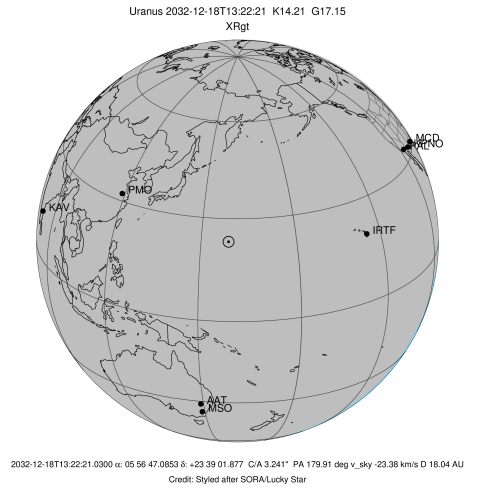 Uranus 2032-12-18T13:22:21  K14.21  G17.15
XRgt
MCD
PMO
KAV
IRTF
AAT
MSO
2032-12-18T13:22:21.0300 α: 05 56 47.0853 δ: +23 39 01.877  C/A 3.241"  PA 179.91 deg v_sky -23.38 km/s D 18.04 AU
Credit: Styled after SORA/Lucky Star